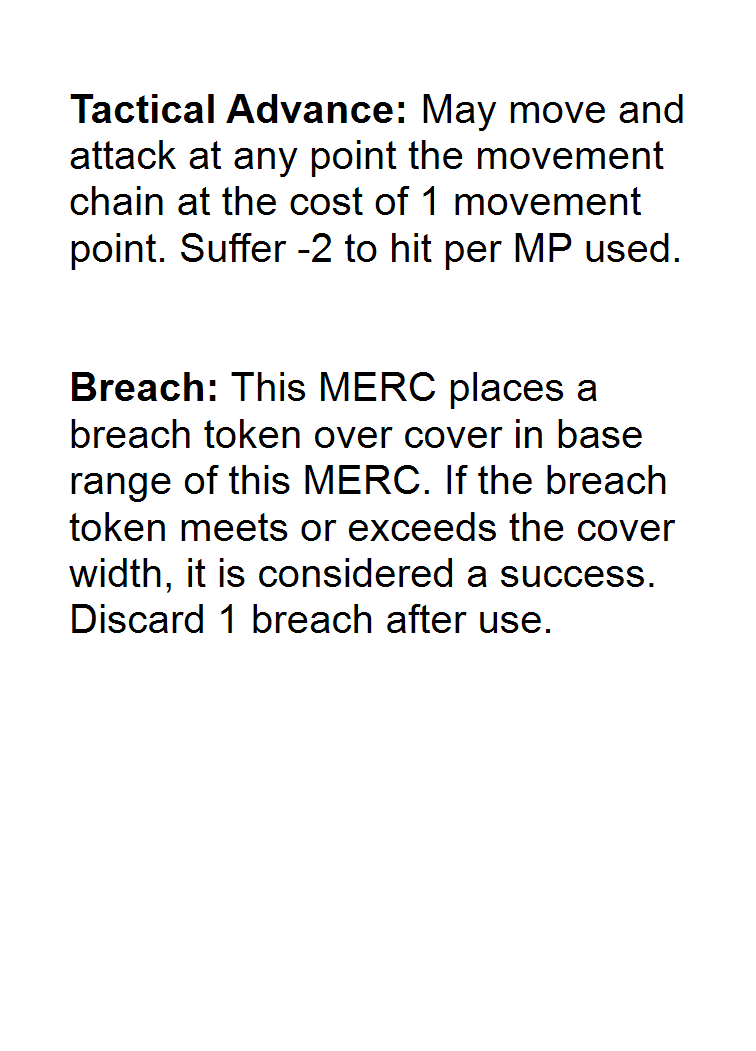 Tactical Advance: May move and
attack at any point the movement
chain at the cost of 1 movement
point. Suffer -2 to hit per MP used.
Breach: This MERC places a
breach token over cover in base
range of this MERC. If the breach
token meets or exceeds the cover
width, it is considered a success.
Discard 1 breach after use.